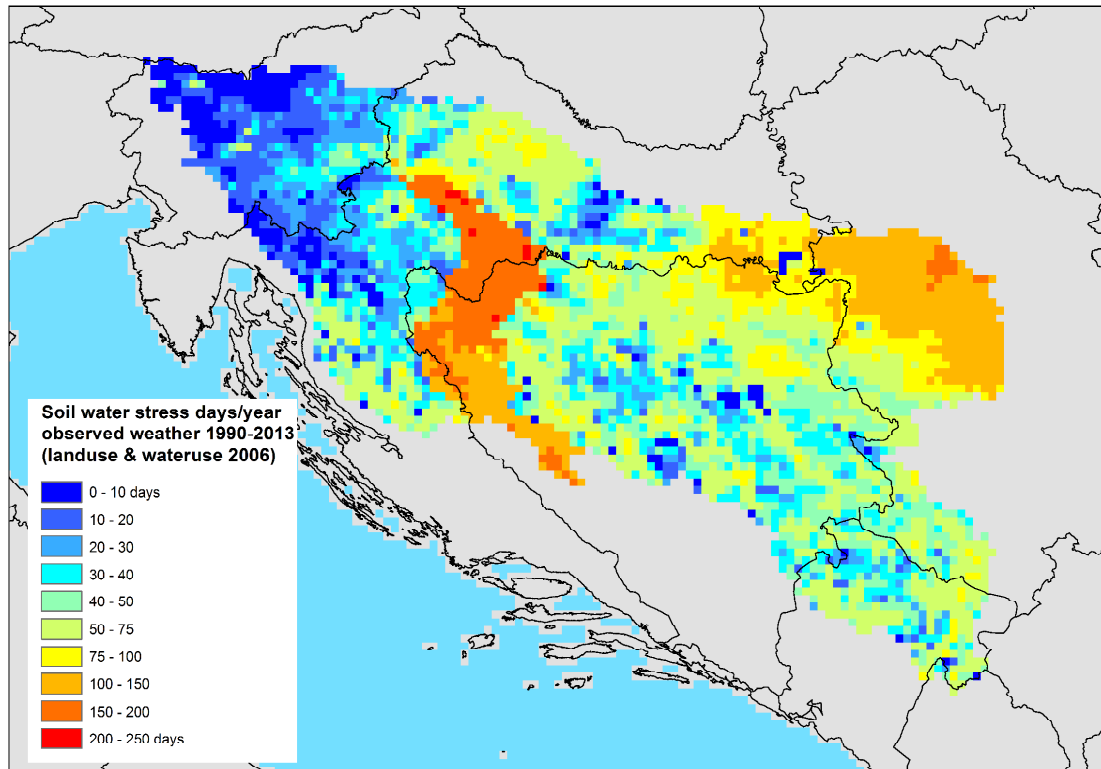 Soil water stress days/year
observed weather 1990-2013
(landuse & wateruse 2006)
0 - 10 days
10 - 20
20 - 30
30 - 40
40 - 50
50 - 75
75 - 100
100 - 150
150 - 200
200 - 250 days